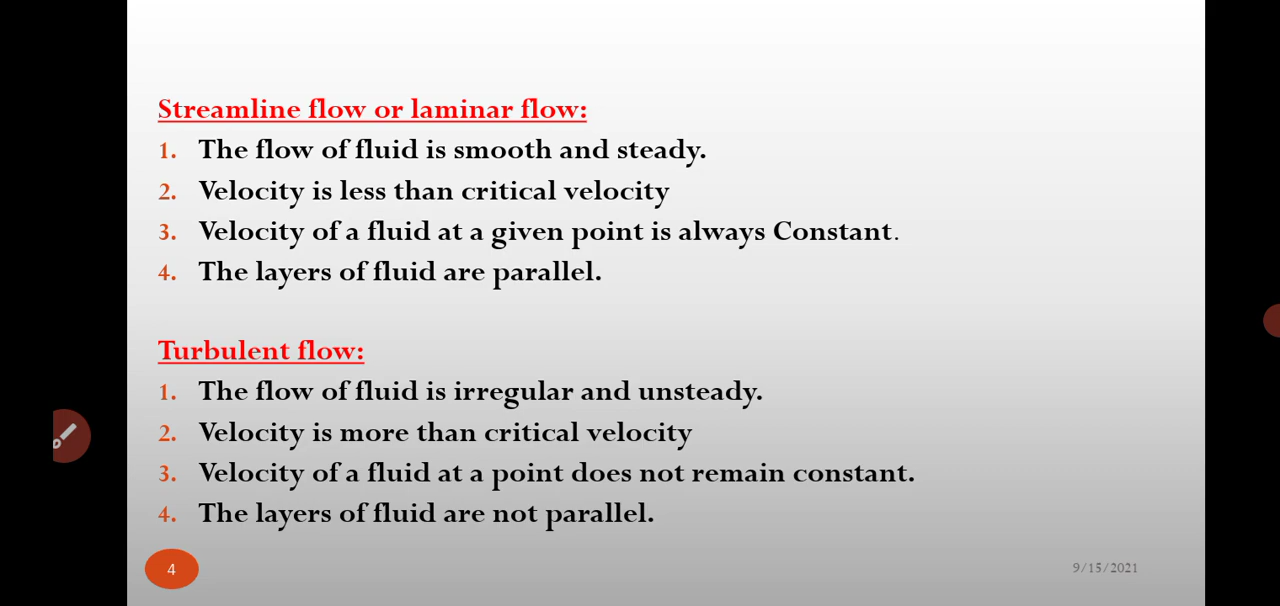 Streamline flow or laminar flow:
1. The flow of fluid is smooth and steady.
2. Velocity is less than critical velocity
3. Velocity of a fluid at a given point is always Constant.
4. The layers of fluid are parallel.
Turbulent flow:
1. The flow of fluid is irregular and unsteady.
2. Velocity is more than critical velocity
3. Velocity of a fluid at a point does not remain constant.
4. The layers of fluid are not parallel.
4
9/15/2021